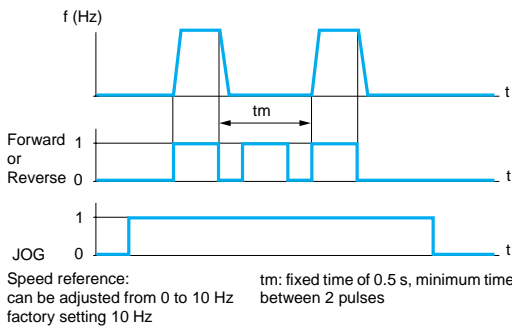 f (Hz)
t
tm
Forward 1
or
Reverse 0
t
1
JOG 0
t
Speed reference:
can be adjusted from 0 to 10 Hz
factory setting 10 Hz
tm: fixed time of 0.5 s, minimum time
between 2 pulses